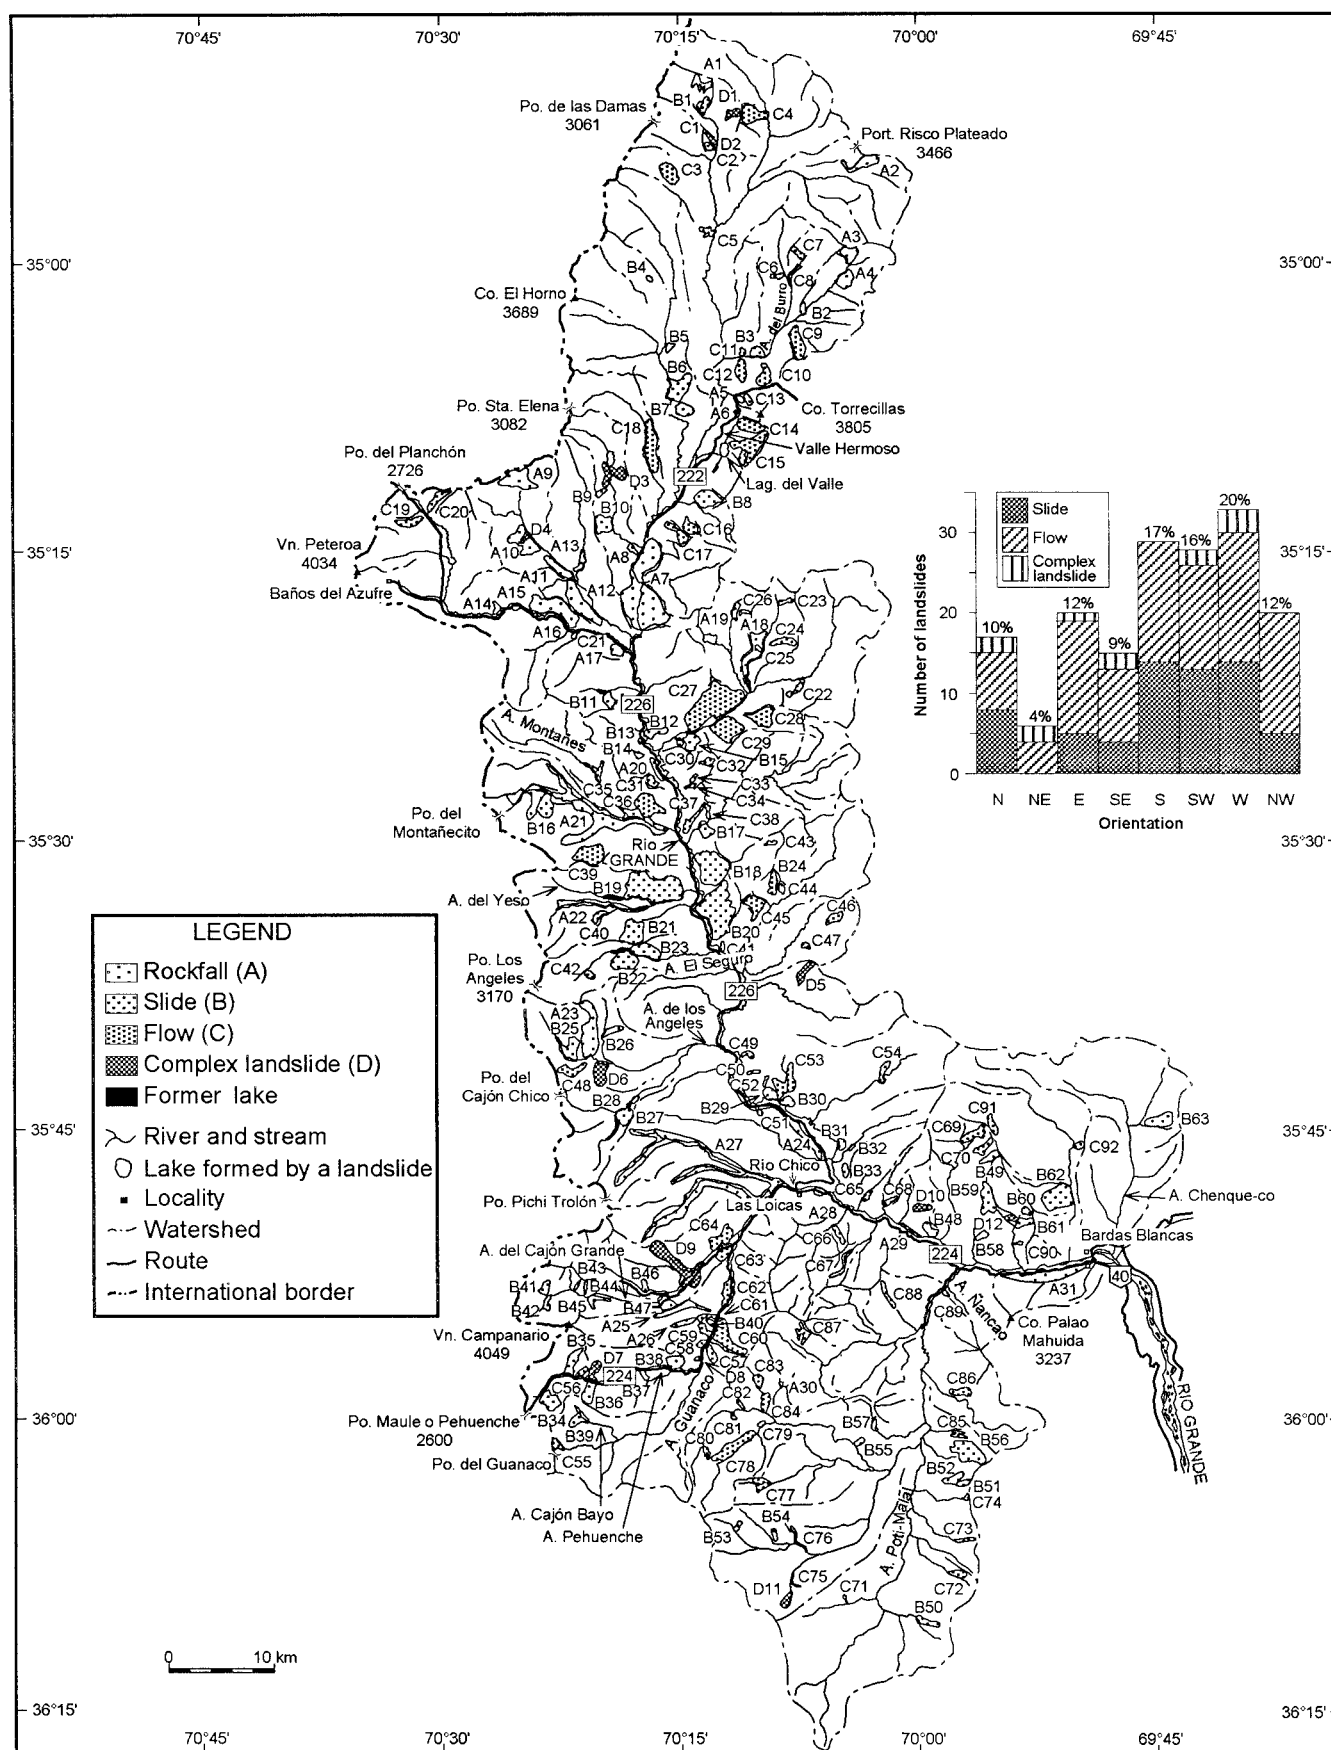 70°45' 70°30' 70°15' 70°00' 69°45'
A1
B1 D1 C4
Po. de las Damas
3061
C1 D2
C2
Port. Risco Plateado
3466
C3 A2
C5
C7 A3
35°00' 35°00'
B4 C6 C8 A4
Co. El Horno
3689
A. del Burro
B2
B5 B3 C9
C11
B6 C12 C10
A5 C13
Po. Sta. Elena
3082
B7 A6
Co. Torrecillas
3805
C18 C14
Valle Hermoso
Po. del Planchón
2726
C15
A9 D3 222 Lag. del Valle
B9 B8
C19 C20 B10
D4 C16
Vn. Peteroa
4034
A10 A13 A8 C17
35°15' 35°15'
Baños del Azufre
A11 A7
A15 A12
A14 C26 C23
A19 A18 C24
A16 C21
A17 C25
C27 C22
B11 226
B12 C28
A. Montañes
B13 C29
B14 C30 B15
A20 C32
C31 C33
C35 C34
C36 C37
Po. del
Montañecito
B16 A21 C38
B17 C43
35°30' 35°30'
Rio
GRANDE
C39 B18 B24
B19 C44
A. del Yeso
A22 C45 C46
C40 B21 B20
B23 C41 C47
A. El Seguro
Po. Los
Angeles
3170
C42 B22 D5
226
A23 A. de los
Angeles
B25 B26
C49 C53 C54
C50
C48 D6 C52
Po. del
Cajón Chico
B28 B29 B30
B27 C51
C91 B63
35°45' 35°45'
A27 A24 B31 C69 C92
D B32 C70
Rio Chico B33 B49 B62
C65 C68 D10 B59 B60
Po. Pichi Trolón
A. Chenque-co
Las Loicas
A28 B48 D12 B61
C64 C66 A29 B58 C90 Bardas Blancas
A. del Cajón Grande
D9 C63 C67 224
40
B43 B46
B41 B44 C62 C88 A31
B42 B45 B47 C61 C89
A. Ñancao
A25 B40 C87 Co. Palao
Mahuida
3237
Vn. Campanario
4049
A26 C59 C60
B35 C58
D7 B38 C57 C83
224 D8 A30 C86
C56 B37 C82
B36 C84
Po. Maule o Pehuenche
2600
36°00' 36°00'
B34 A. Guanaco C81 C79 B57 C85 B56
B39 C80 B55
Po. del Guanaco
C55 C78 B52
B51
C77 C74
A. Cajón Bayo
A. Pehuenche
B53 B54 C76 C73
A. Poti-Malal
C75 C71 C72
D11 B50
RIO GRANDE
0 10 km
36°15' 36°15'
70°45' 70°30' 70°15' 70°00' 69°45'
LEGEND
Rockfall (A)
Slide (B)
Flow (C)
Complex landslide (D)
Former lake
River and stream
Lake formed by a landslide
Locality
Watershed
Route
International border
Slide
Flow
Complex
landslide
Number of landslides
30
20
10
0
10% 4% 12% 9% 17% 16% 20% 12%
N NE E SE S SW W NW
Orientation